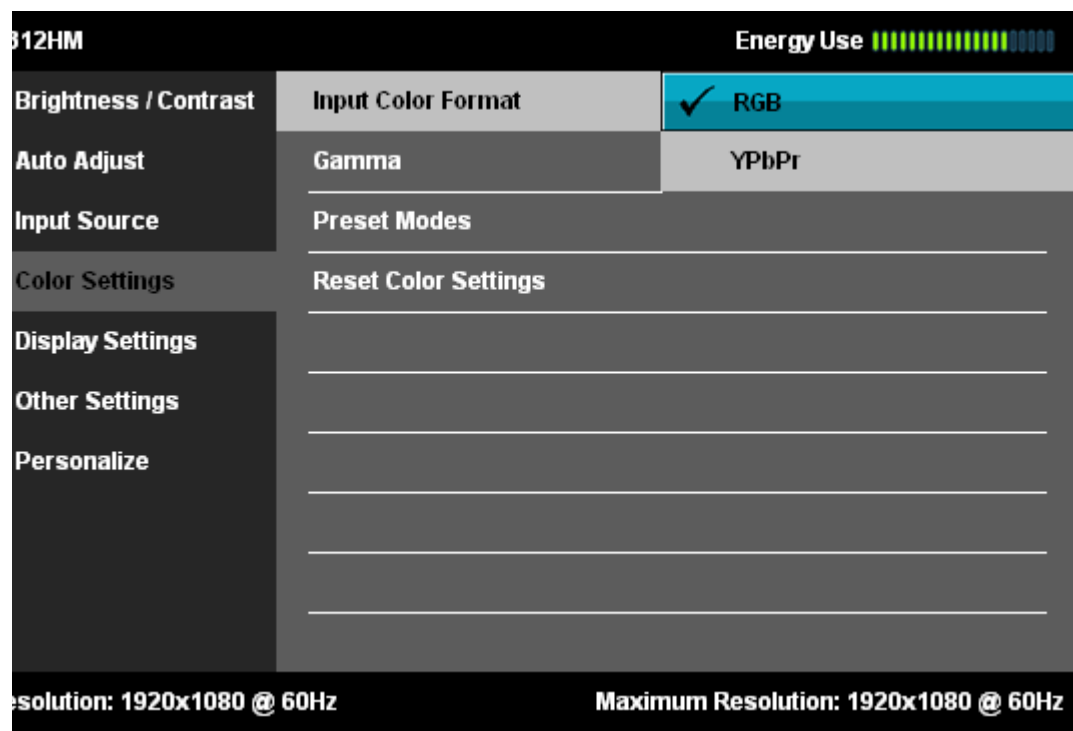 312HM Energy Use
Brightness / Contrast Input Color Format RGB
Auto Adjust Gamma YPbPr
Input Source Preset Modes
Color Settings Reset Color Settings
Display Settings
Other Settings
Personalize
esolution: 1920x1080 @ 60Hz Maximum Resolution: 1920x1080 @ 60Hz